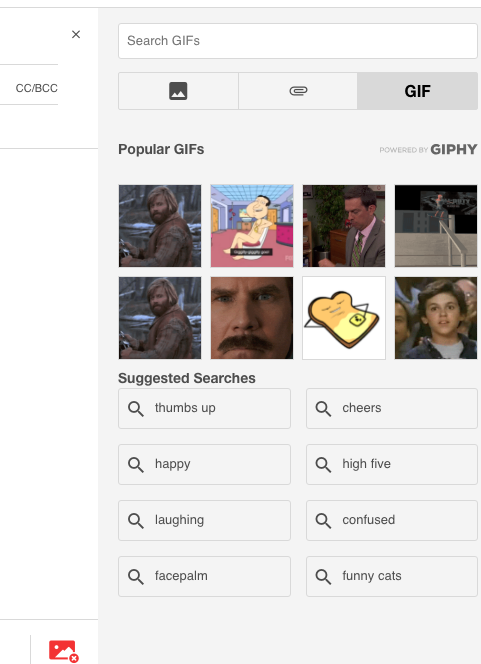 Search GIFs
CC/BCC
GIF
Popular GIFs
POWERED BY GIPHY
Suggested Searches
thumbs up
cheers
happy
high five
laughing
confused
facepalm
funny cats